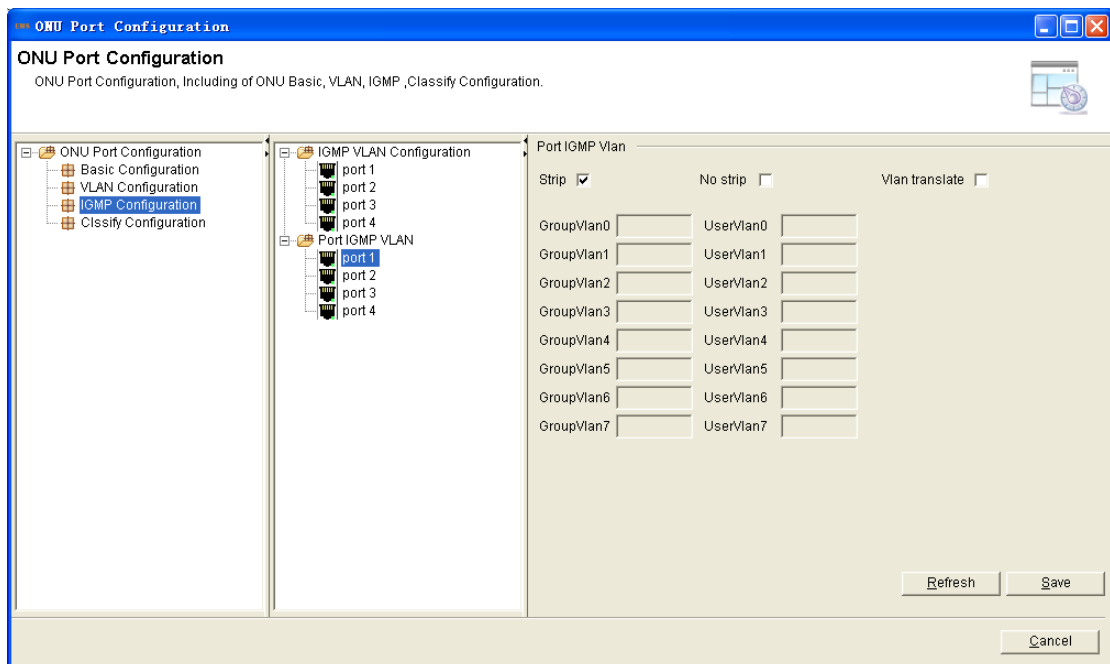 ONU Port Configuration
ONU Port Configuration
ONU Port Configuration, Including of ONU Basic, VLAN, IGMP ,Classify Configuration.
ONU Port Configuration
Basic Configuration
VLAN Configuration
IGMP Configuration
Clssify Configuration
IGMP VLAN Configuration
port 1
port 2
port 3
port 4
Port IGMP VLAN
port 1
port 2
port 3
port 4
Port IGMP Vlan
Strip No strip Vlan translate
GroupVlan0 UserVlan0
GroupVlan1 UserVlan1
GroupVlan2 UserVlan2
GroupVlan3 UserVlan3
GroupVlan4 UserVlan4
GroupVlan5 UserVlan5
GroupVlan6 UserVlan6
GroupVlan7 UserVlan7
Refresh Save
Cancel